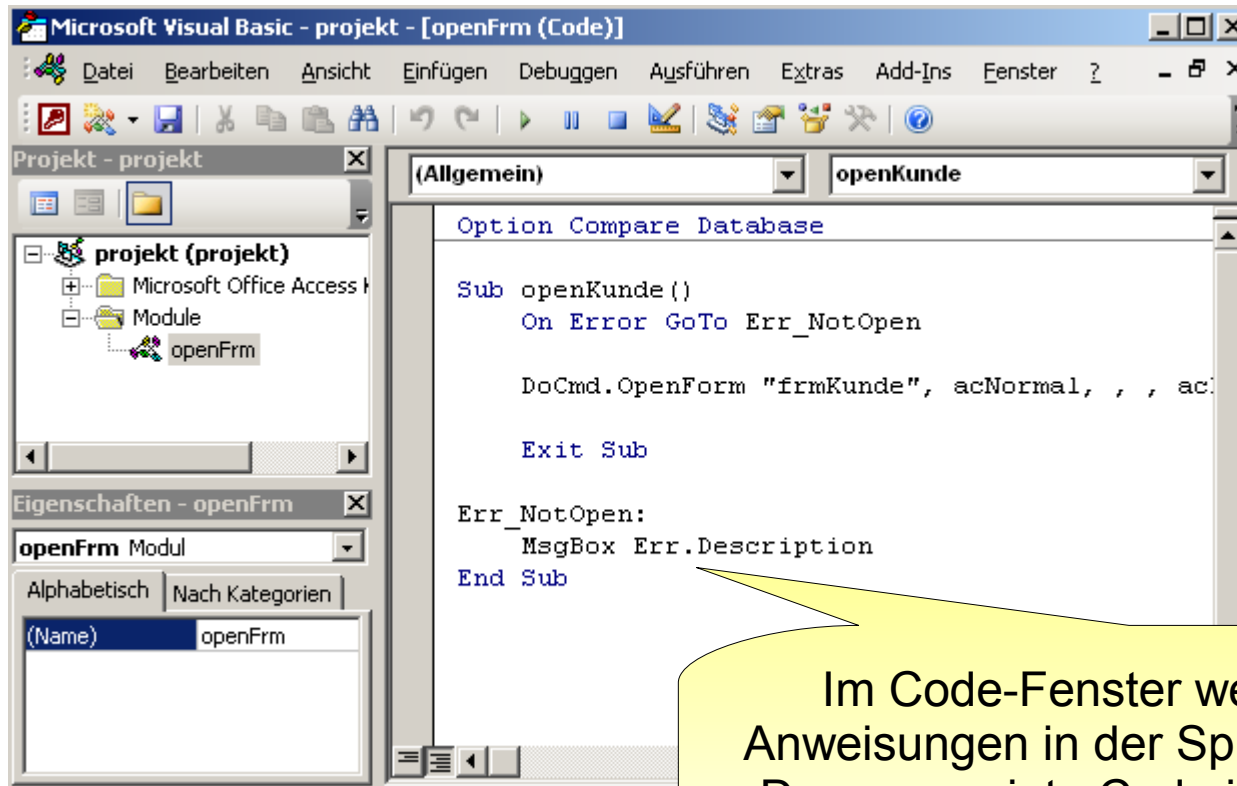 Microsoft Visual Basic - projekt - [openFrm (Code)]
Datei Bearbeiten Ansicht Einfügen Debuggen Ausführen Extras Add-Ins Fenster ?
Projekt - projekt
projekt (projekt)
Microsoft Office Access
Module
openFrm
Eigenschaften - openFrm
openFrm Modul
Alphabetisch Nach Kategorien
(Name) openFrm
(Allgemein) openKunde
Option Compare Database
Sub openKunde()
On Error GoTo Err_NotOpen
DoCmd.OpenForm "frmKunde", acNormal, , ,
Exit Sub
Err_NotOpen:
MsgBox Err.Description
End Sub
Im Code-Fenster
Anweisungen in der